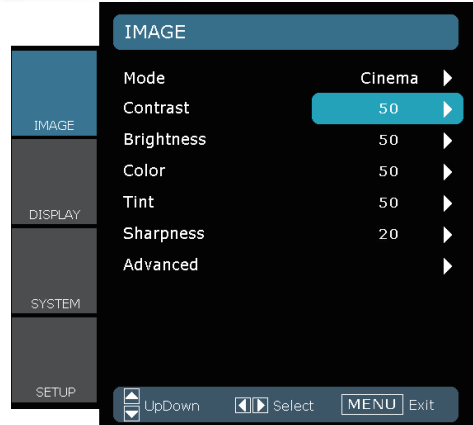 IMAGE
IMAGE
DISPLAY
SYSTEM
SETUP
Mode Cinema
Contrast 50
Brightness 50
Color 50
Tint 50
Sharpness 20
Advanced
UpDown Select MENU Exit